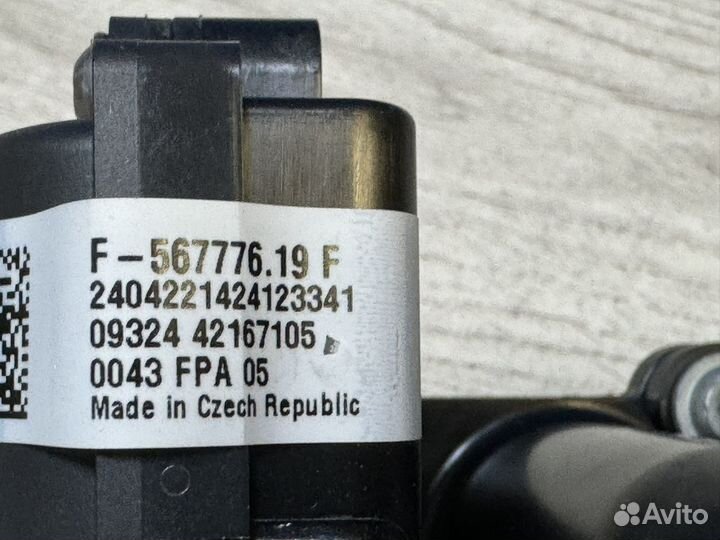 F-567776.19 F
2404221424123341
09324 42167105
0043 FPA 05
Made in Czech Republic
Avito